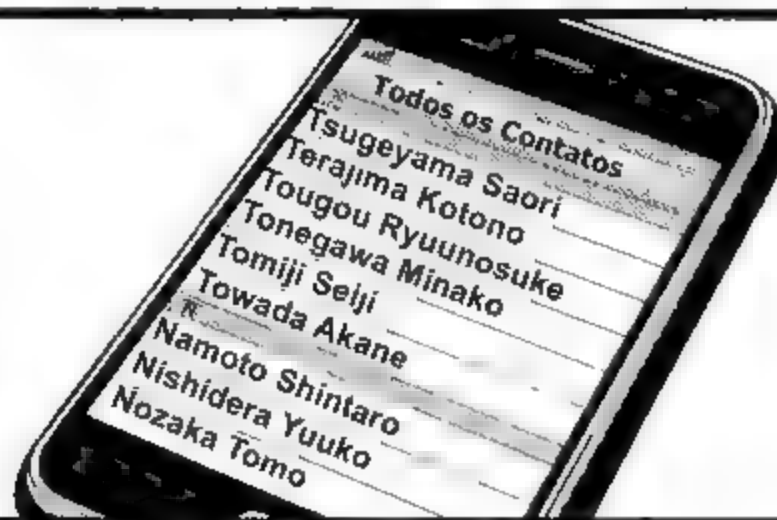 Todos os Contatos
Tsugeyama Saori
Terajima Kotono
Tougou Ryuunosuke
Tonegawa Minako
Tomiji Seiji
Towada Akane
Namoto Shintaro
Nishidera Yuuko
Nozaka Tomo